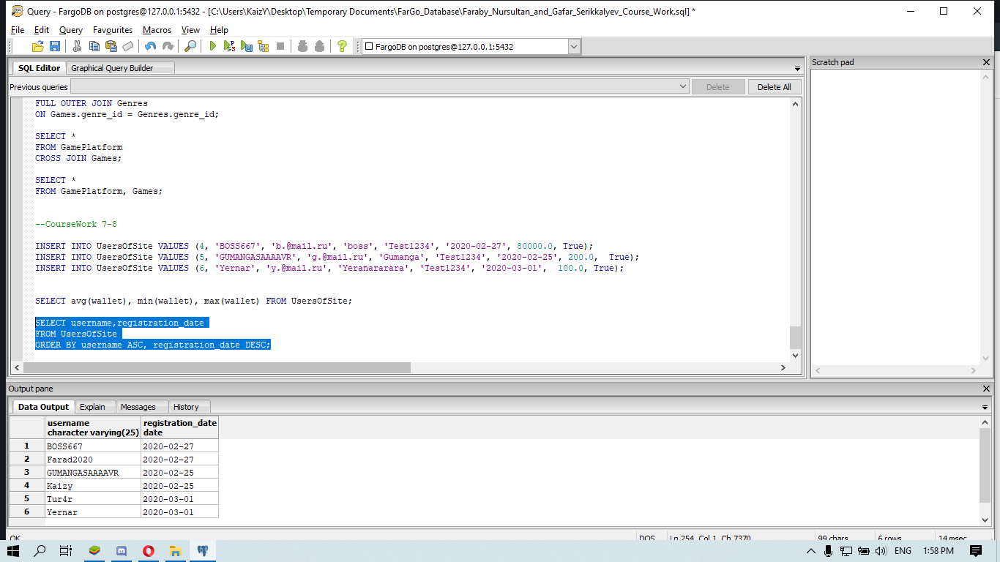 Query - FargoDB on postgres@127.0.0.1:5432 - [C:\Users\KaizY\Desktop\Temporary Documents\FarGo_Database\Faraby_Nursultan_and_Gafar_Serikkalyev_Course_Work.sql] *
File Edit Query Favourites Macros View Help
FargoDB on postgres@127.0.0.1:5432
SQL Editor Graphical Query Builder
Scratch pad
Previous queries Delete Delete All
FULL OUTER JOIN Genres
ON Games.genre_id = Genres.genre_id;
SELECT *
FROM GamePlatform
CROSS JOIN Games;
SELECT *
FROM GamePlatform, Games;
--CourseWork 7-8
INSERT INTO UsersOfSite VALUES (4, 'BOSS667', 'b.@mail.ru', 'boss', 'Test1234', '2020-02-27', 80000.0, True);
INSERT INTO UsersOfSite VALUES (5, 'GUMANGASAAAAVR', 'g.@mail.ru', 'Gumanga', 'Test1234', '2020-02-25', 200.0,  True);
INSERT INTO UsersOfSite VALUES (6, 'Yernar', 'y.@mail.ru', 'Yeranararara', 'Test1234', '2020-03-01',  100.0, True);
SELECT avg(wallet), min(wallet), max(wallet) FROM UsersOfSite;
SELECT username,registration_date
FROM UsersOfSite
ORDER BY username ASC, registration_date DESC;
Output pane
Data Output Explain Messages History
username registration_date
character varying(25) date
1 BOSS667 2020-02-27
2 Farad2020 2020-02-27
3 GUMANGASAAAAVR 2020-02-25
4 Kaizy 2020-02-25
5 Tur4r 2020-03-01
6 Yernar 2020-03-01
OK DOS Ln 254, Col 1, Ch 7370 99 chars 6 rows 14 msec
ENG 1:58 PM